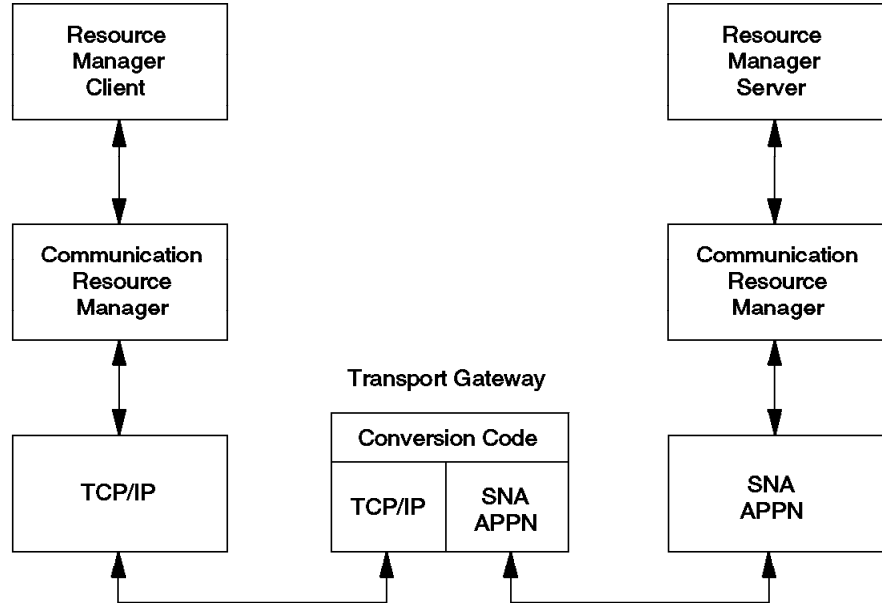 Resource
Manager
Client
Resource
Manager
Server
Communication
Resource
Manager
Communication
Resource
Manager
Transport Gateway
Conversion Code
TCP/IP
TCP/IP
SNA
APPN
SNA
APPN